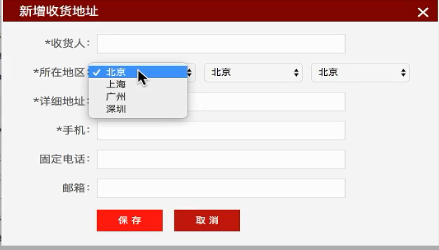 新增收货地址
*收货人:
*所在地区: ✓ 北京 北京 北京
上海
广州
深圳
*详细地址:
*手机:
固定电话:
邮箱:
保存 取消